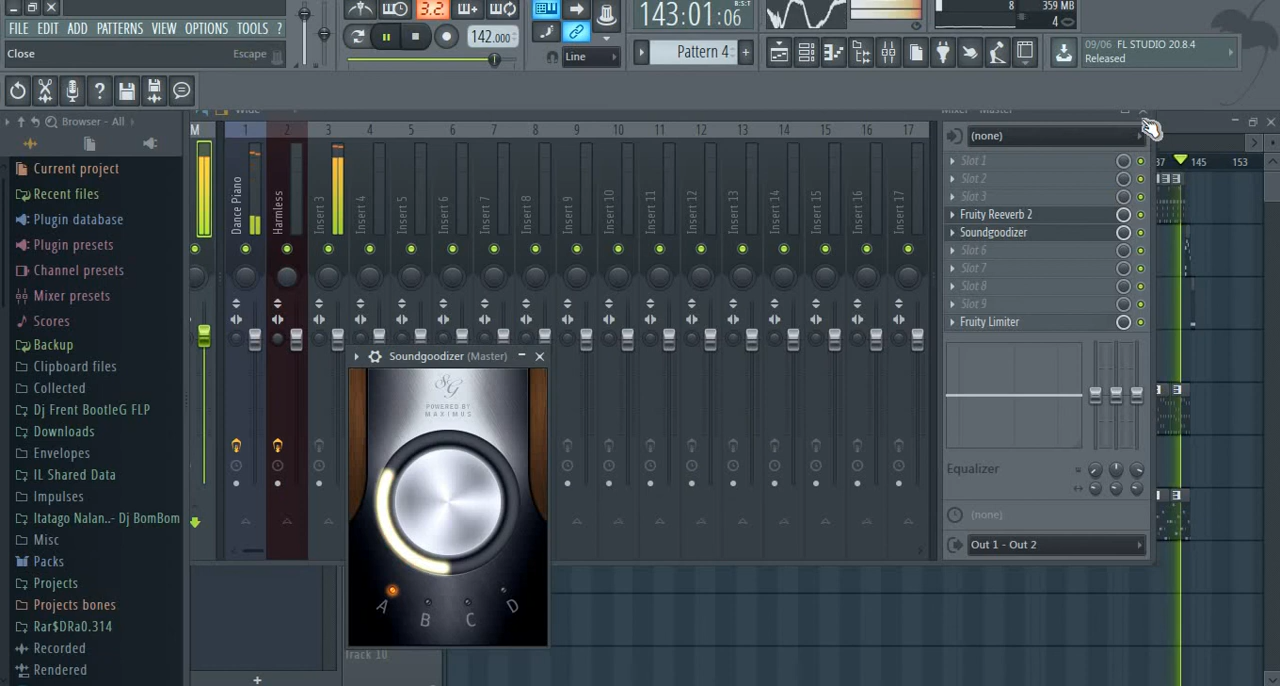 FILE EDIT ADD PATTERNS VIEW OPTIONS TOOLS ?
Close Escape
3.2.
142.000
Line
143:01:06
Pattern 4
+
8
359 MB
4
09/06 FL STUDIO 20.8.4
Released
Browser - All
Current project
Recent files
Plugin database
Plugin presets
Channel presets
Mixer presets
Scores
Backup
Clipboard files
Collected
Dj Frent BootleG FLP
Downloads
Envelopes
IL Shared Data
Impulses
Itatago Nalan..- Dj BomBom
Misc
Packs
Projects
Projects bones
Rar$DRa0.314
Recorded
Rendered
Wide
Mixer - Master
M 1 2 3 4 5 6 7 8 9 10 11 12 13 14 15 16 17
Dance Piano
Harmless
Insert 3
Insert 4
Insert 5
Insert 6
Insert 7
Insert 8
Insert 9
Insert 10
Insert 11
Insert 12
Insert 13
Insert 14
Insert 15
Insert 16
Insert 17
(none)
Slot 1
Slot 2
Slot 3
Fruity Reeverb 2
Soundgoodizer
Slot 6
Slot 7
Slot 8
Slot 9
Fruity Limiter
Equalizer
(none)
Out 1 - Out 2
37 145 153
Soundgoodizer (Master)
SG
POWERED BY
MAXIMUS
A B C D
Track 10
+